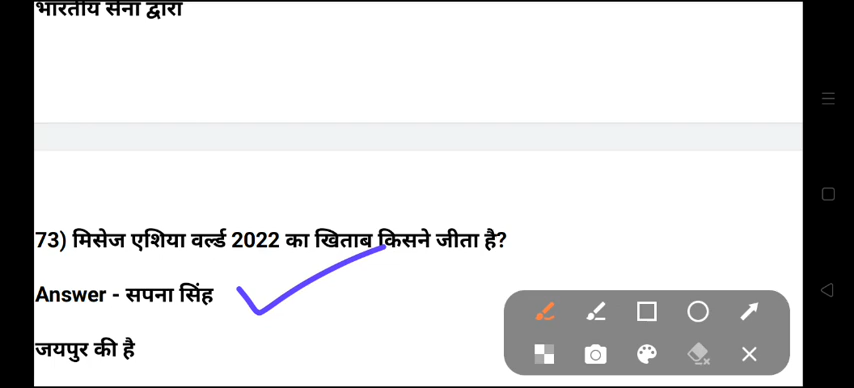 भारतीय सेना द्वारा
73) मिसेज एशिया वर्ल्ड 2022 का खिताब किसने जीता है?
Answer - सपना सिंह
जयपुर की है